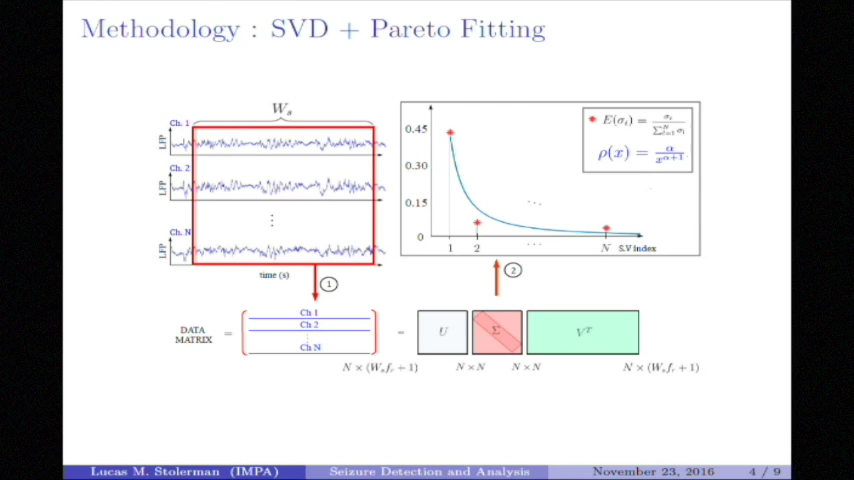 Methodology : SVD + Pareto Fitting
W_s
Ch. 1
LFP
Ch. 2
LFP
⋮
Ch. N
LFP
time (s)
1
0.45
0.30
0.15
0
1
2
...
...
N
S.V Index
E(σ_i) = σ_i / Σ_{i=1}^{N} σ_i
ρ(x) = α / x^{α+1}
2
DATA
MATRIX
=
Ch 1
Ch 2
⋮
Ch N
=
U
Σ
V^T
N × (W_s f_r + 1)
N × N
N × N
N × (W_s f_r + 1)
Lucas M. Stolerman (IMPA)
Seizure Detection and Analysis
November 23, 2016
4 / 9